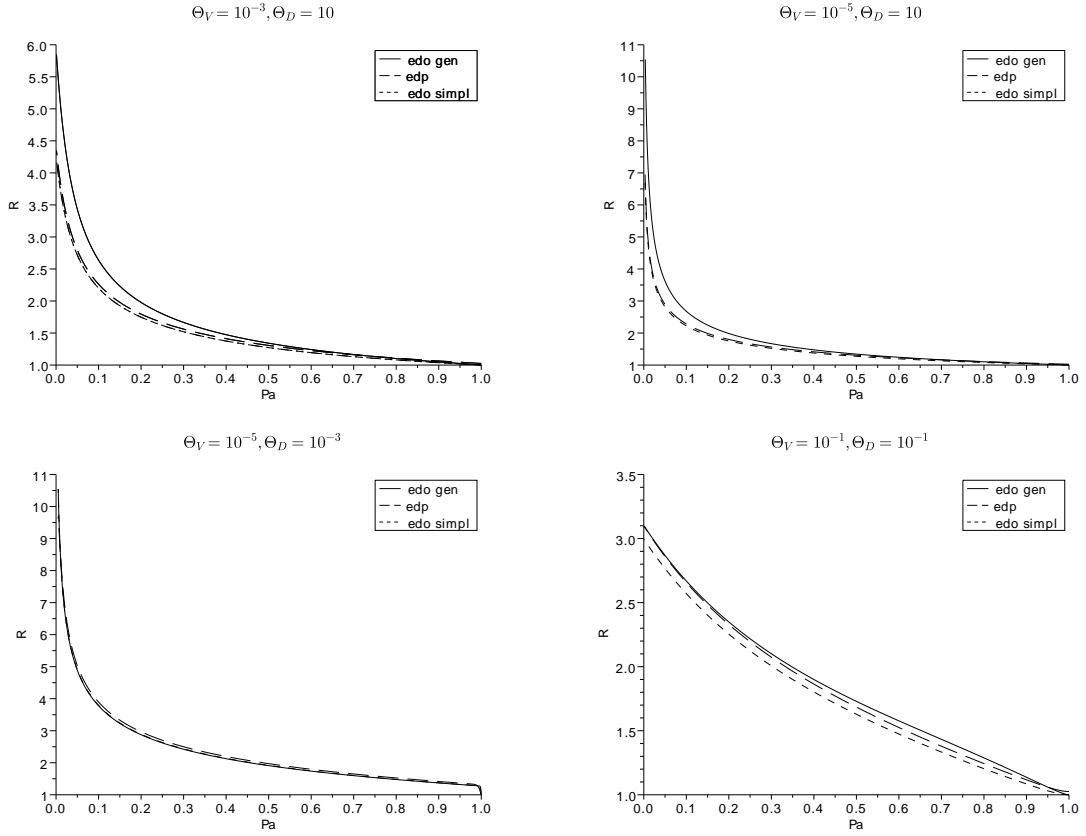 Θ_V = 10^{-3}, Θ_D = 10
6.0
5.5
5.0
4.5
4.0
3.5
3.0
2.5
2.0
1.5
1.0
R
edo gen
edp
edo simpl
0.0 0.1 0.2 0.3 0.4 0.5 0.6 0.7 0.8 0.9 1.0
Pa
Θ_V = 10^{-5}, Θ_D = 10
11
10
9
8
7
6
5
4
3
2
1
R
edo gen
edp
edo simpl
0.0 0.1 0.2 0.3 0.4 0.5 0.6 0.7 0.8 0.9 1.0
Pa
Θ_V = 10^{-5}, Θ_D = 10^{-3}
11
10
9
8
7
6
5
4
3
2
1
R
edo gen
edp
edo simpl
0.0 0.1 0.2 0.3 0.4 0.5 0.6 0.7 0.8 0.9 1.0
Pa
Θ_V = 10^{-1}, Θ_D = 10^{-1}
3.5
3.0
2.5
2.0
1.5
1.0
R
edo gen
edp
edo simpl
0.0 0.1 0.2 0.3 0.4 0.5 0.6 0.7 0.8 0.9 1.0
Pa